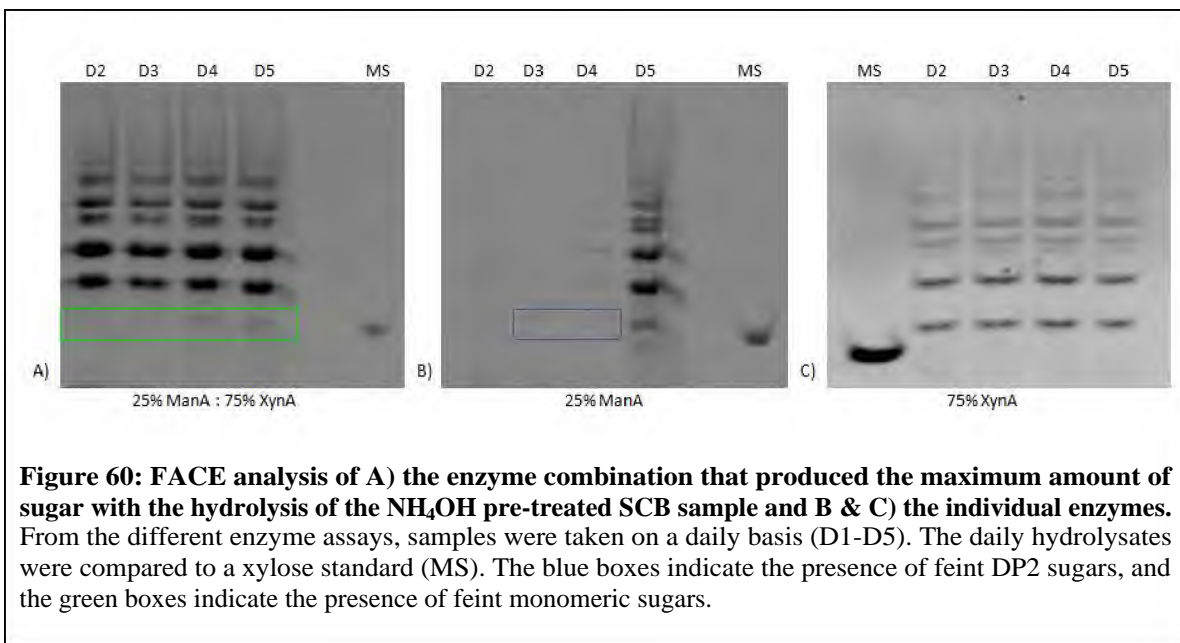 D2 D3 D4 D5 MS D2 D3 D4 D5 MS MS D2 D3 D4 D5
A) B) C)
25% ManA : 75% XynA 25% ManA 75% XynA
Figure 60: FACE analysis of A) the enzyme combination that produced the maximum amount of
sugar with the hydrolysis of the NH₄OH pre-treated SCB sample and B & C) the individual enzymes.
From the different enzyme assays, samples were taken on a daily basis (D1-D5). The daily hydrolysates
were compared to a xylose standard (MS). The blue boxes indicate the presence of feint DP2 sugars, and
the green boxes indicate the presence of feint monomeric sugars.